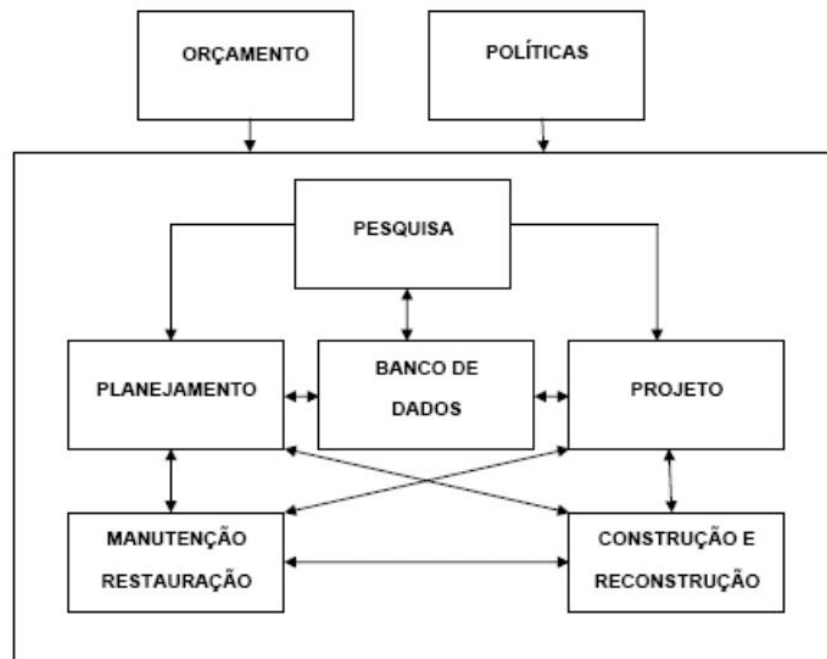 ORÇAMENTO
POLÍTICAS
PESQUISA
PLANEJAMENTO
BANCO DE
DADOS
PROJETO
MANUTENÇÃO
RESTAURAÇÃO
CONSTRUÇÃO E
RECONSTRUÇÃO